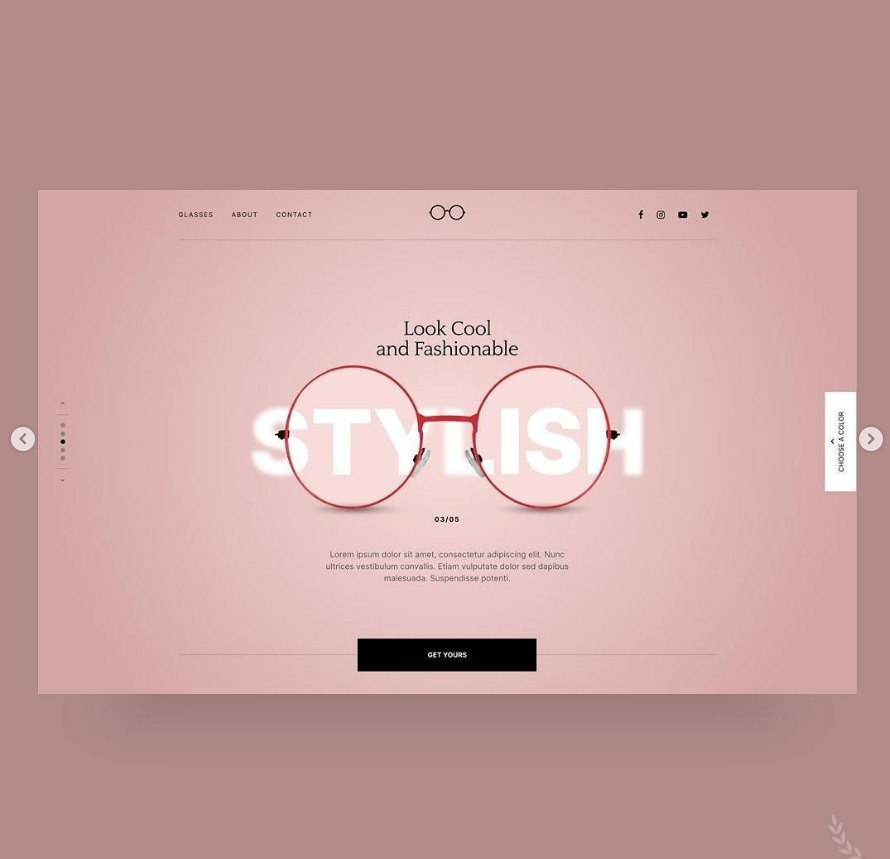 GLASSES ABOUT CONTACT
Look Cool
and Fashionable
STYLISH
CHOOSE A COLOR
03/05
Lorem ipsum dolor sit amet, consectetur adipiscing elit. Nunc
ultrices vestibulum convallis. Etiam vulputate dolor sed dapibus
malesuada. Suspendisse potenti.
GET YOURS